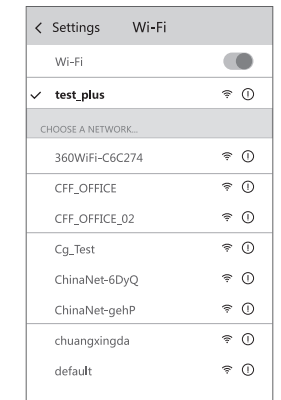 Settings Wi-Fi
Wi-Fi
test_plus
CHOOSE A NETWORK...
360WiFi-C6C274
CFF_OFFICE
CFF_OFFICE_02
Cg_Test
ChinaNet-6DyQ
ChinaNet-gehP
chuangxingda
default